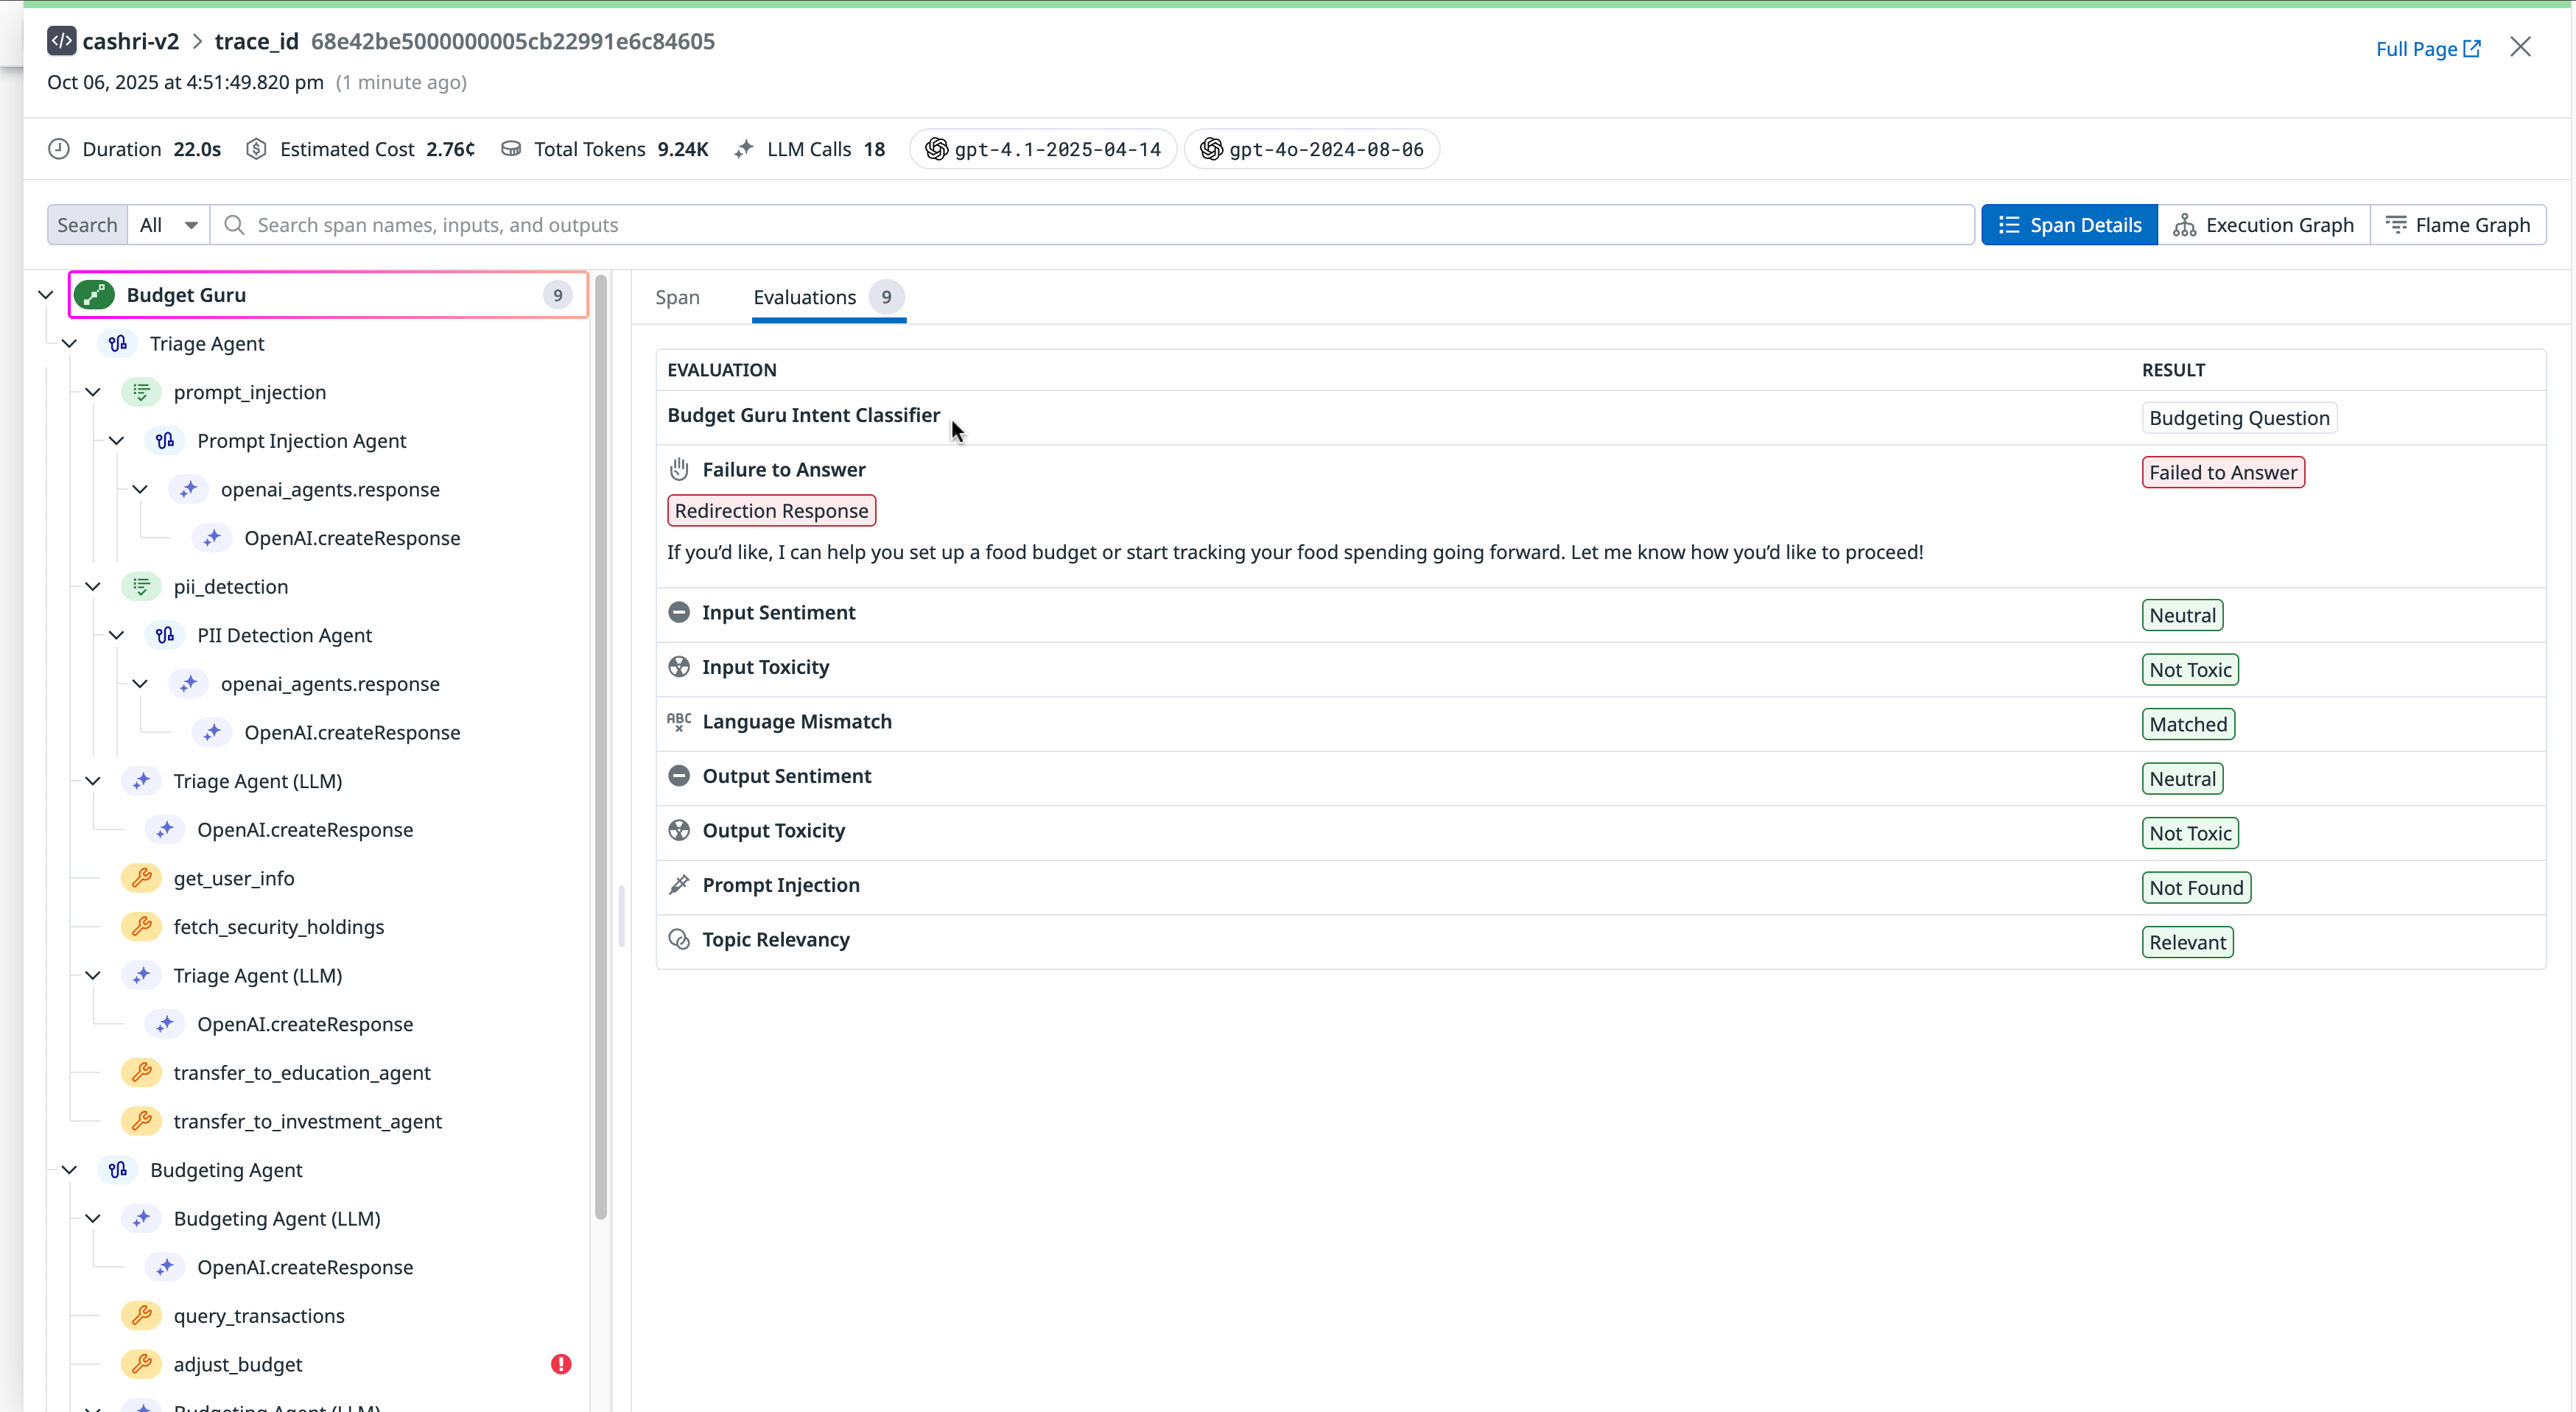 cashri-v2 > trace_id 68e42be5000000005cb22991e6c84605
Full Page
Oct 06, 2025 at 4:51:49.820 pm (1 minute ago)
Duration 22.0s Estimated Cost 2.76¢ Total Tokens 9.24K LLM Calls 18 gpt-4.1-2025-04-14 gpt-4o-2024-08-06
Search All Search span names, inputs, and outputs Span Details Execution Graph Flame Graph
Budget Guru 9
Triage Agent
prompt_injection
Prompt Injection Agent
openai_agents.response
OpenAI.createResponse
pii_detection
PII Detection Agent
openai_agents.response
OpenAI.createResponse
Triage Agent (LLM)
OpenAI.createResponse
get_user_info
fetch_security_holdings
Triage Agent (LLM)
OpenAI.createResponse
transfer_to_education_agent
transfer_to_investment_agent
Budgeting Agent
Budgeting Agent (LLM)
OpenAI.createResponse
query_transactions
adjust_budget
Budgeting Agent (LLM)
Span Evaluations 9
EVALUATION RESULT
Budget Guru Intent Classifier Budgeting Question
Failure to Answer Failed to Answer
Redirection Response
If you’d like, I can help you set up a food budget or start tracking your food spending going forward. Let me know how you’d like to proceed!
Input Sentiment Neutral
Input Toxicity Not Toxic
ABC Language Mismatch Matched
Output Sentiment Neutral
Output Toxicity Not Toxic
Prompt Injection Not Found
Topic Relevancy Relevant